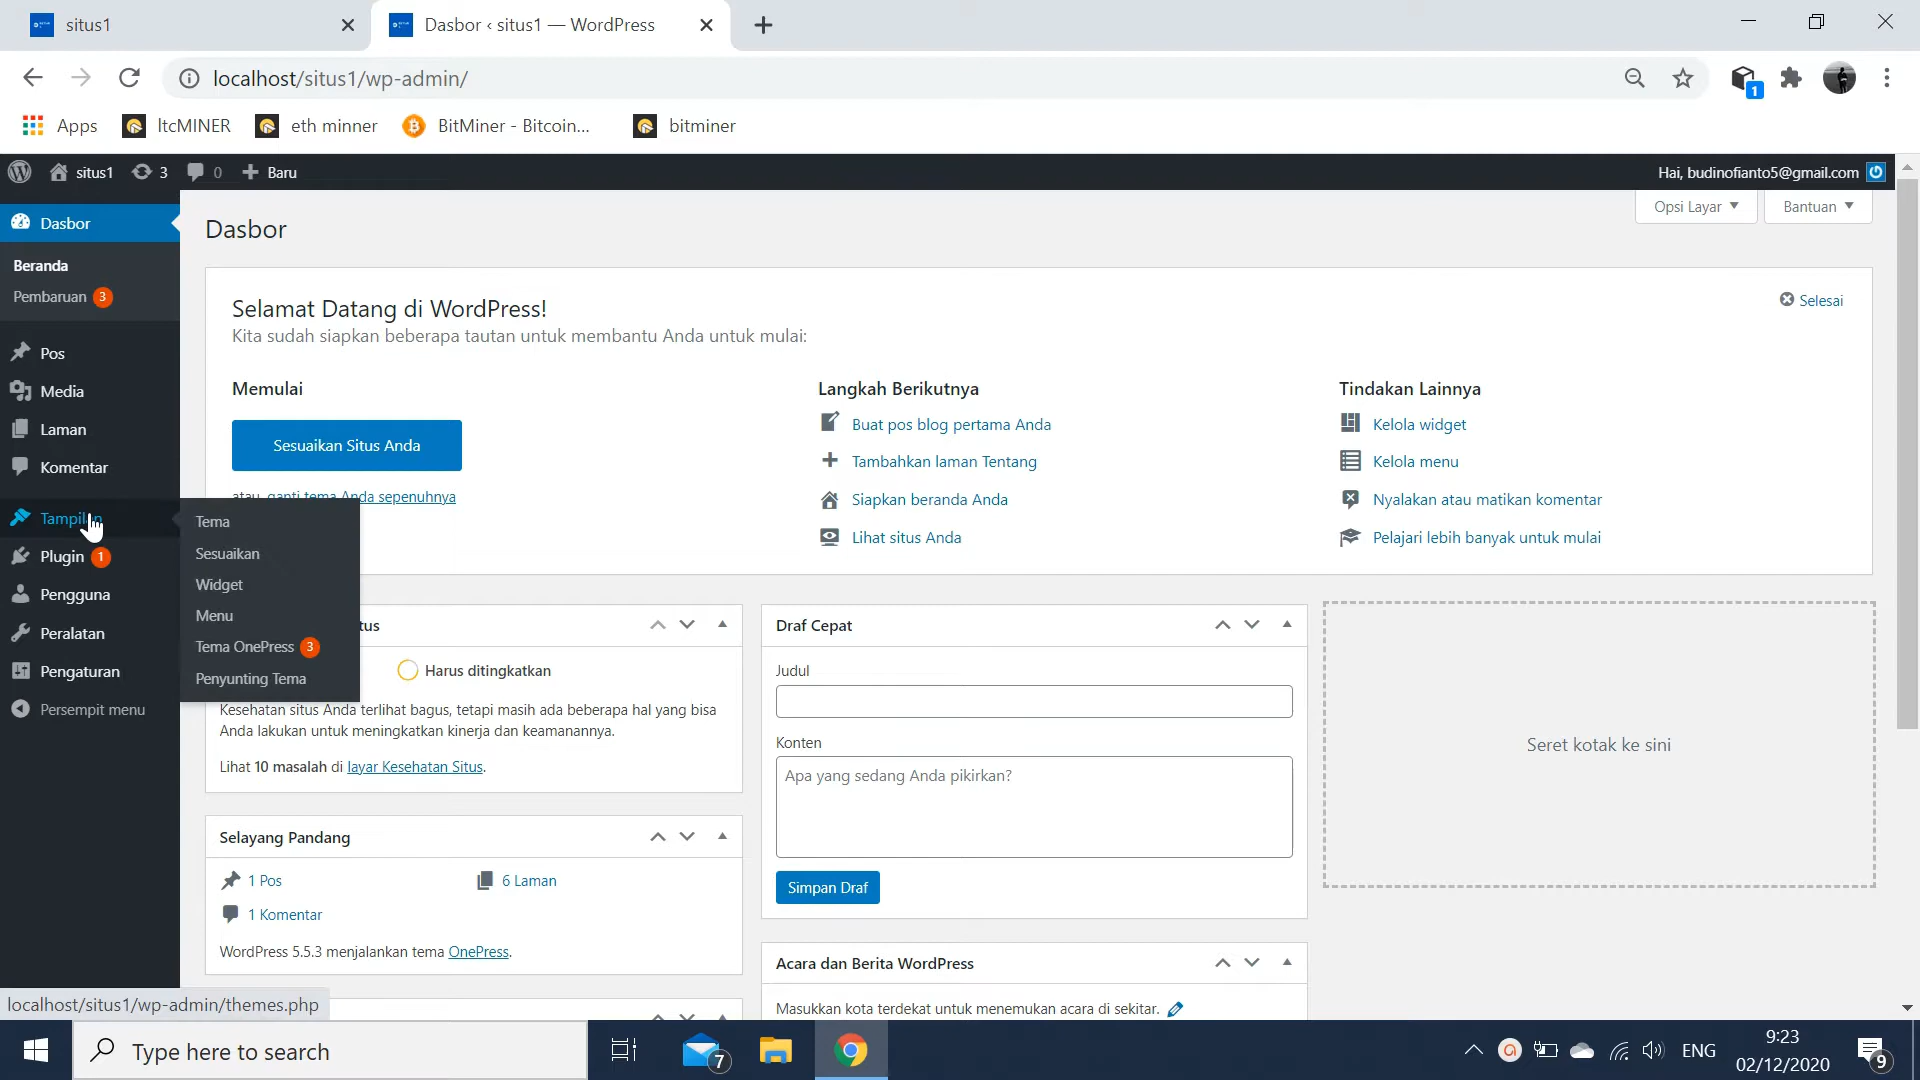 situs1
Dasbor ‹ situs1 — WordPress
localhost/situs1/wp-admin/
1
Apps
ltcMINER
eth minner
BitMiner - Bitcoin...
bitminer
situs1
3
0
Baru
Hai, budinofianto5@gmail.com
Dasbor
Beranda
Pembaruan 3
Pos
Media
Laman
Komentar
Plugin 1
Pengguna
Peralatan
Pengaturan
Persempit menu
Tema
Sesuaikan
Widget
Menu
Tema OnePress 3
Penyunting Tema
Dasbor
Opsi Layar
Bantuan
Selamat Datang di WordPress!
Kita sudah siapkan beberapa tautan untuk membantu Anda untuk mulai:
Selesai
Memulai
Sesuaikan Situs Anda
atau, ganti tema Anda sepenuhnya
Langkah Berikutnya
Buat pos blog pertama Anda
Tambahkan laman Tentang
Siapkan beranda Anda
Lihat situs Anda
Tindakan Lainnya
Kelola widget
Kelola menu
Nyalakan atau matikan komentar
Pelajari lebih banyak untuk mulai
tus
Harus ditingkatkan
Kesehatan situs Anda terlihat bagus, tetapi masih ada beberapa hal yang bisa
Anda lakukan untuk meningkatkan kinerja dan keamanannya.
Lihat 10 masalah di layar Kesehatan Situs.
Selayang Pandang
1 Pos
6 Laman
1 Komentar
WordPress 5.5.3 menjalankan tema OnePress.
Draf Cepat
Judul
Konten
Apa yang sedang Anda pikirkan?
Simpan Draf
Acara dan Berita WordPress
Masukkan kota terdekat untuk menemukan acara di sekitar.
Seret kotak ke sini
localhost/situs1/wp-admin/themes.php
Type here to search
7
ENG
9:23
02/12/2020
9